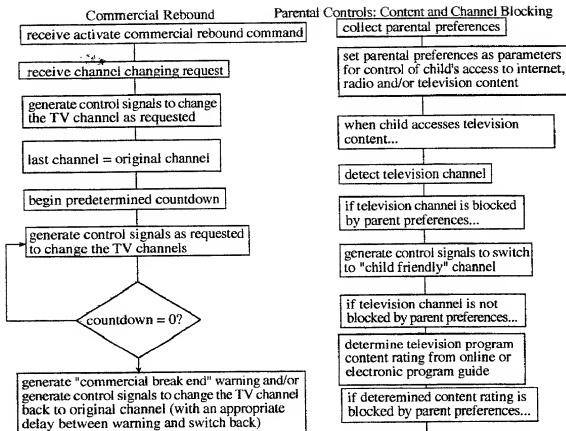 Commercial Rebound
receive activate commercial rebound command
receive channel changing request
generate control signals to change
the TV channel as requested
last channel = original channel
begin predetermined countdown
generate control signals as requested
to change the TV channels
countdown = 0?
generate "commercial break end" warning and/or
generate control signals to change the TV channel
back to original channel (with an appropriate
delay between warning and switch back)
Parental Controls: Content and Channel Blocking
collect parental preferences
set parental preferences as parameters
for control of child's access to internet,
radio and/or television content
when child accesses television
content...
detect television channel
if television channel is blocked
by parent preferences...
generate control signals to switch
to "child friendly" channel
if television channel is not
blocked by parent preferences...
determine television program
content rating from online or
electronic program guide
if deteremined content rating is
blocked by parent preferences...